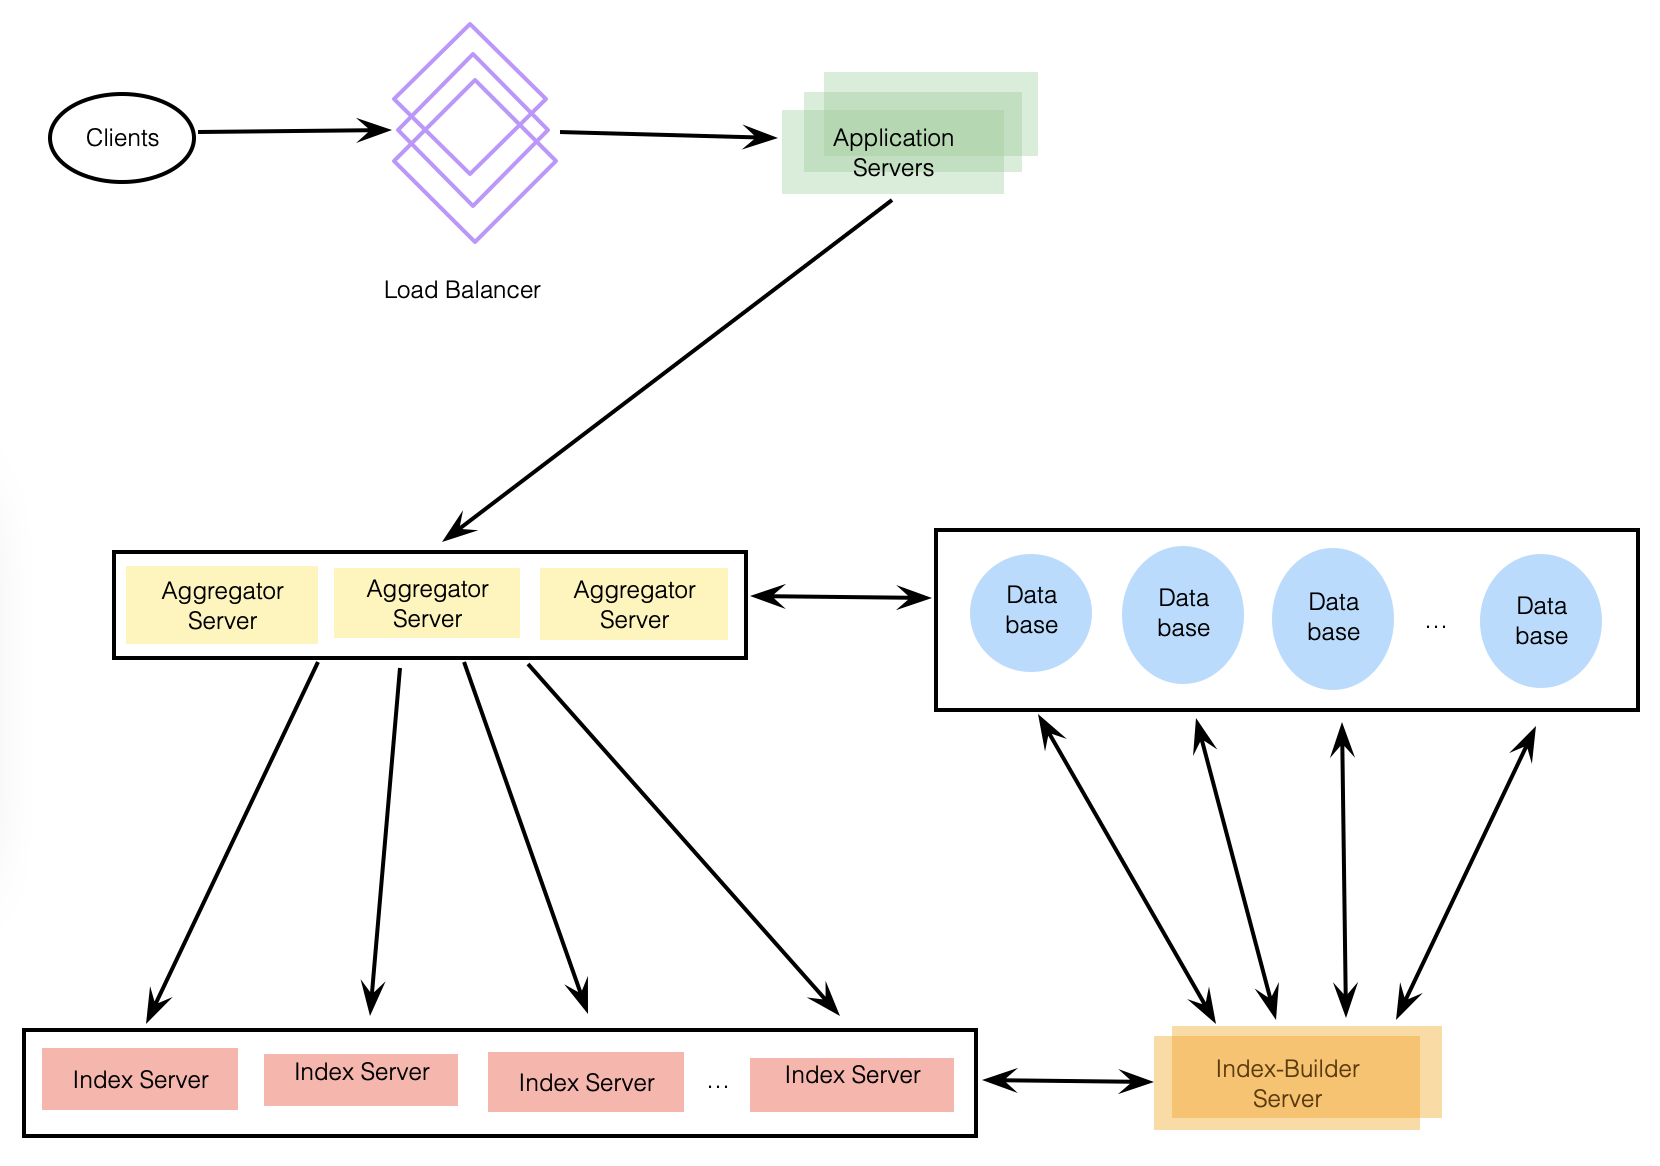 Clients
Application
Servers
Load Balancer
Aggregator
Server
Aggregator
Server
Aggregator
Server
Data
base
Data
base
Data
base
...
Data
base
Index Server
Index Server
Index Server
...
Index Server
Index-Builder
Server